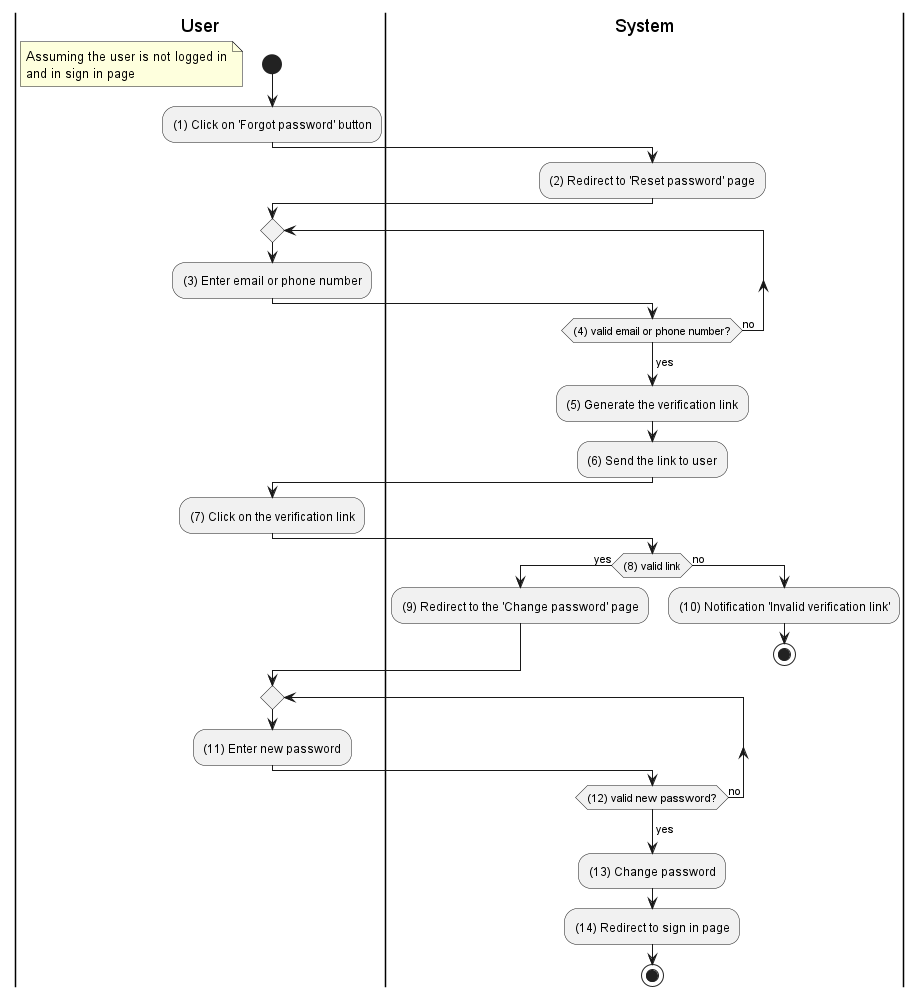 User
System
Assuming the user is not logged in
and in sign in page
(1) Click on 'Forgot password' button
(2) Redirect to 'Reset password' page
(3) Enter email or phone number
(4) valid email or phone number?
no
yes
(5) Generate the verification link
(6) Send the link to user
(7) Click on the verification link
yes
(8) valid link
no
(9) Redirect to the 'Change password' page
(10) Notification 'Invalid verification link'
(11) Enter new password
(12) valid new password?
no
yes
(13) Change password
(14) Redirect to sign in page